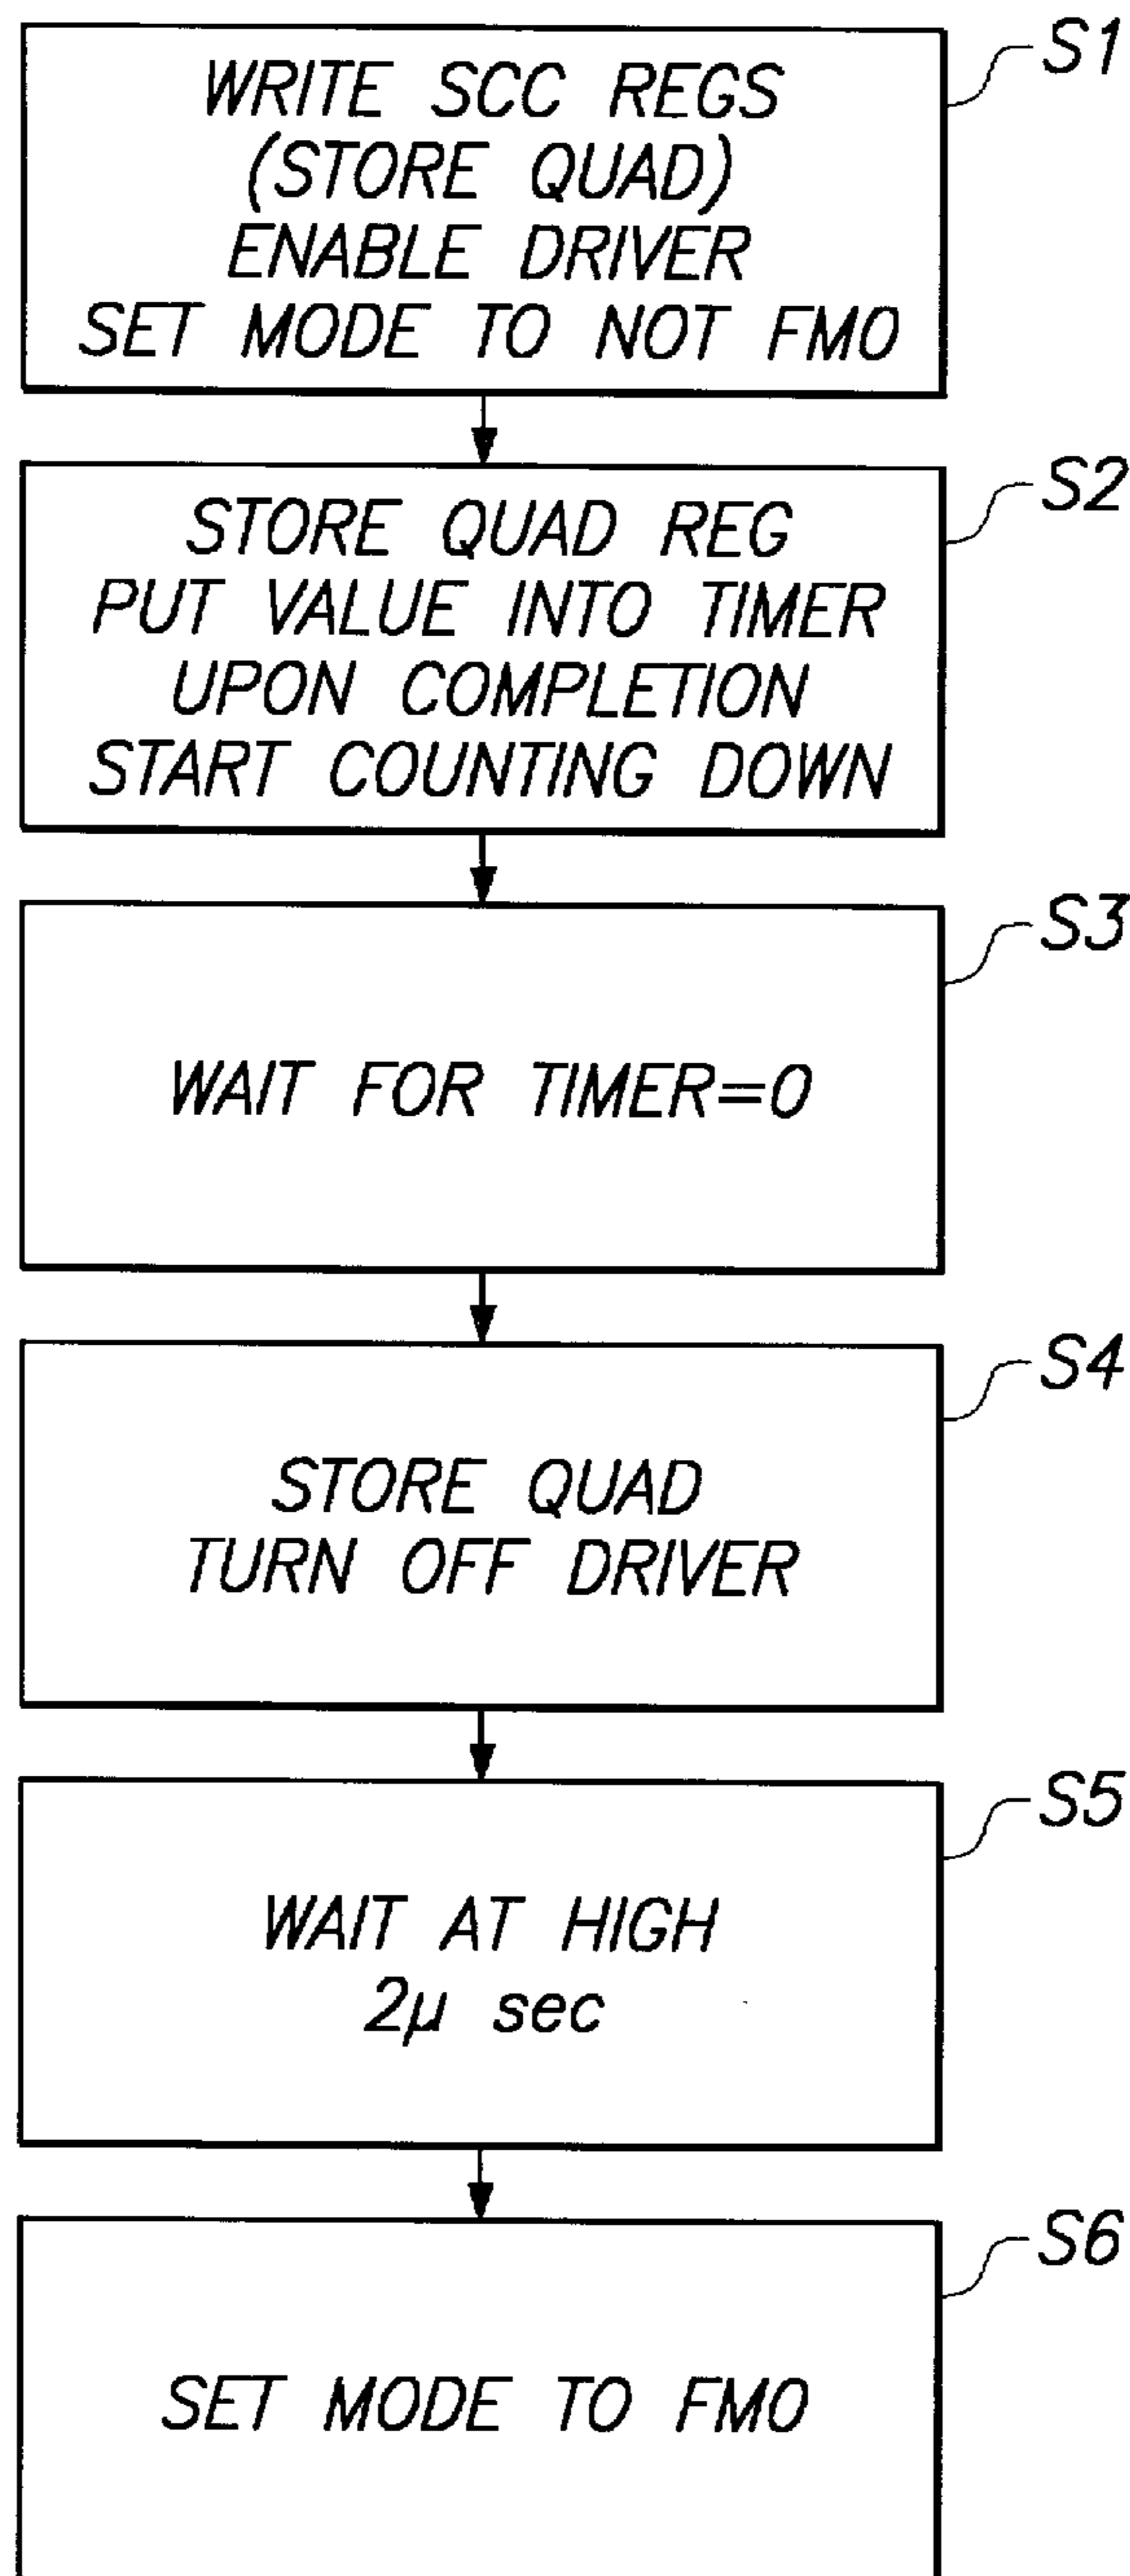 WRITE SCC REGS
(STORE QUAD)
ENABLE DRIVER
SET MODE TO NOT FM0
S1
STORE QUAD REG
PUT VALUE INTO TIMER
UPON COMPLETION
START COUNTING DOWN
S2
WAIT FOR TIMER=0
S3
STORE QUAD
TURN OFF DRIVER
S4
WAIT AT HIGH
2μ sec
S5
SET MODE TO FM0
S6